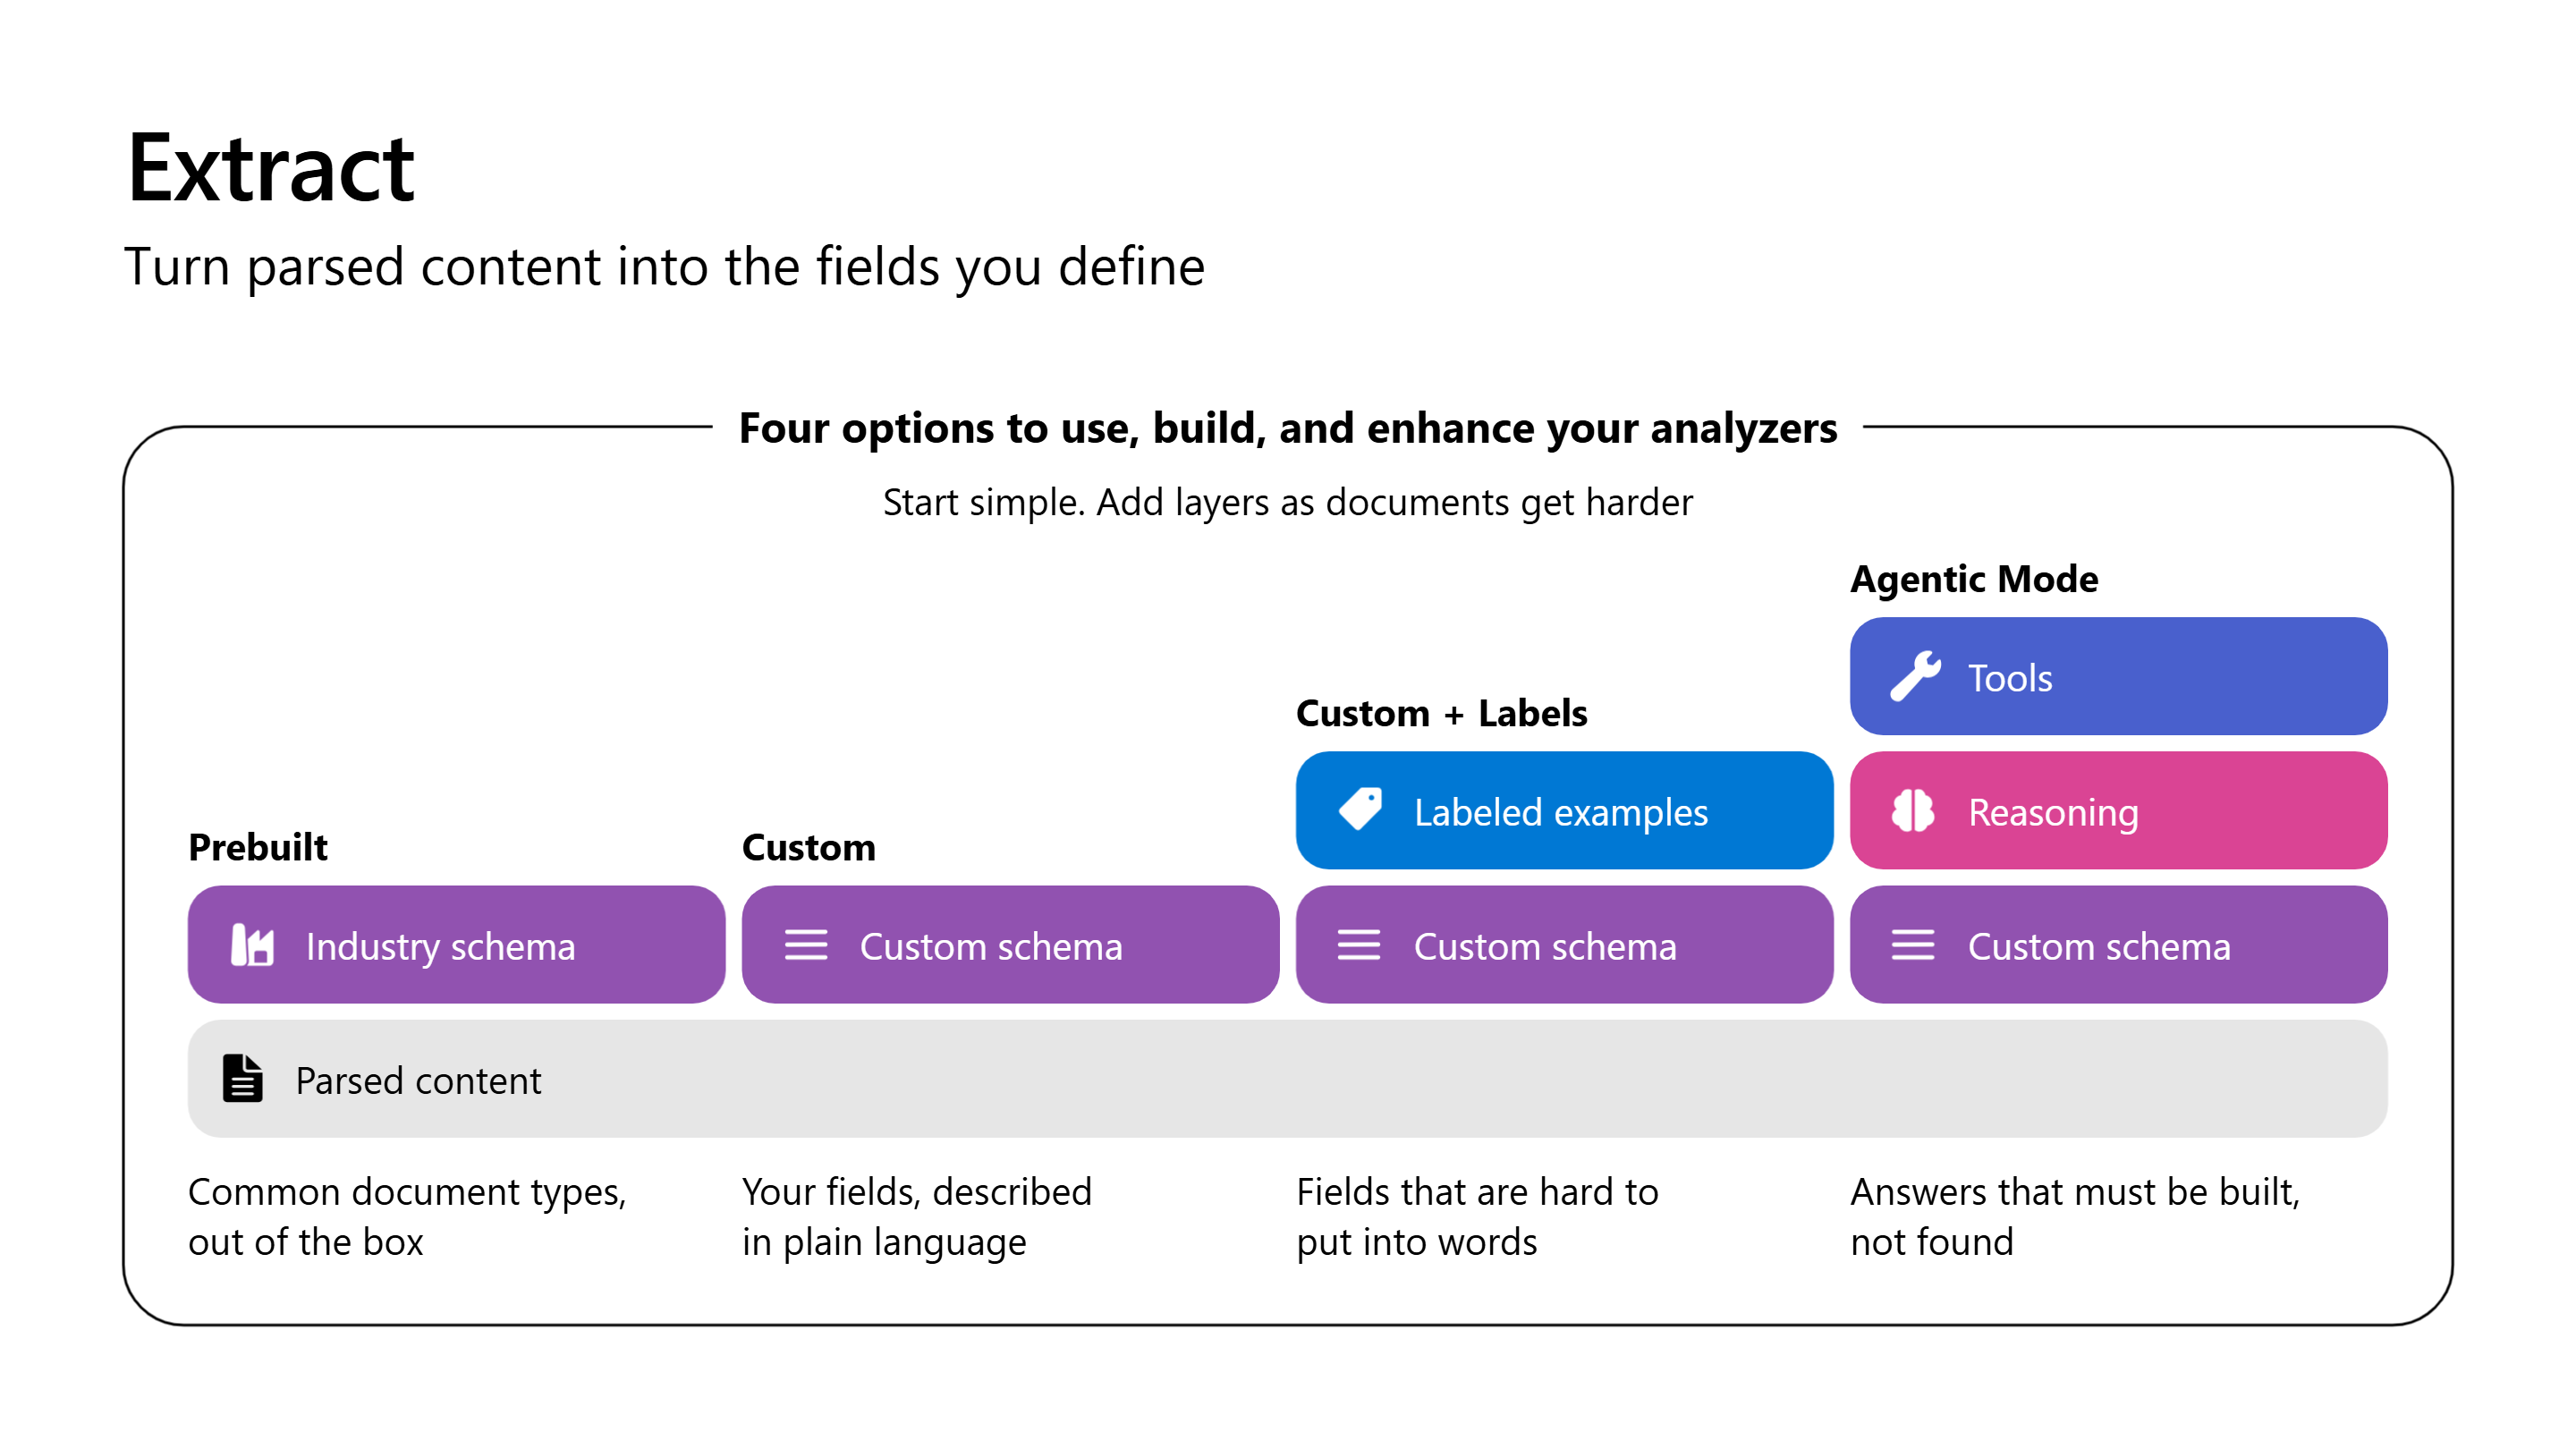 Extract
Turn parsed content into the fields you define
Four options to use, build, and enhance your analyzers
Start simple. Add layers as documents get harder
Agentic Mode
Tools
Custom + Labels
Labeled examples
Reasoning
Prebuilt
Custom
Industry schema
Custom schema
Custom schema
Custom schema
Parsed content
Common document types,
out of the box
Your fields, described
in plain language
Fields that are hard to
put into words
Answers that must be built,
not found